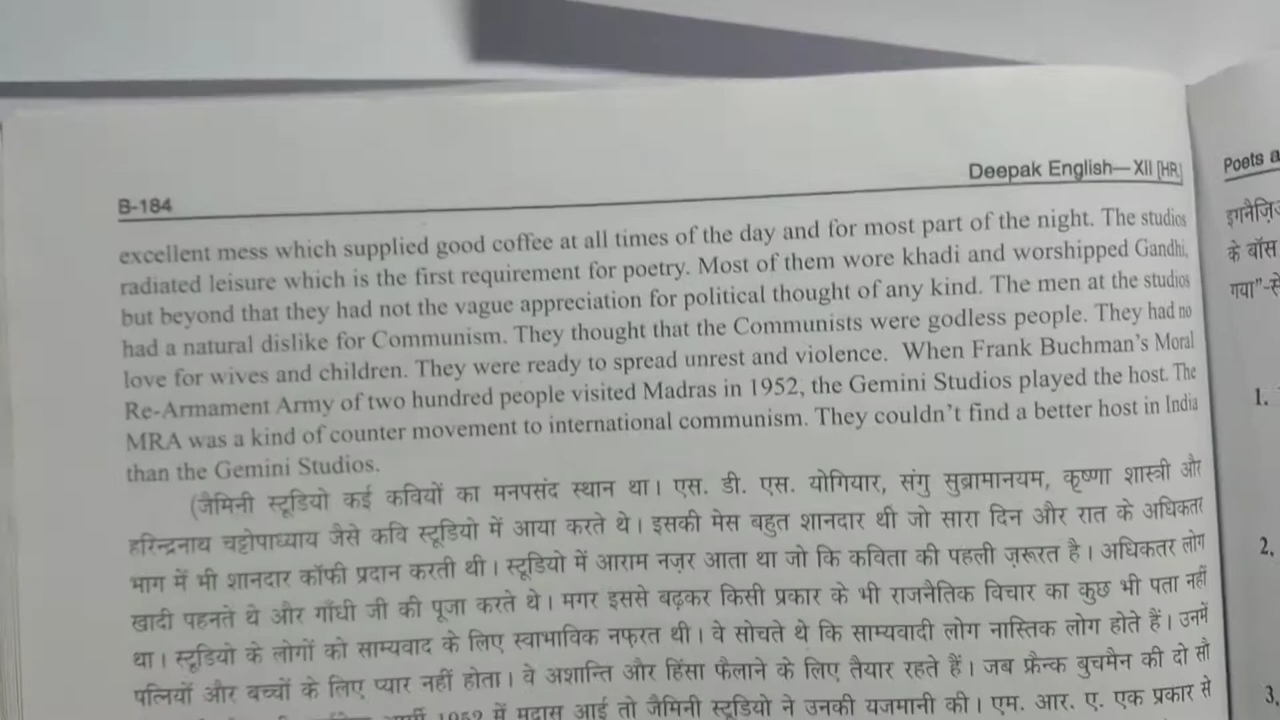 B-184
Deepak English—XII [HR]
excellent mess which supplied good coffee at all times of the day and for most part of the night. The studios
radiated leisure which is the first requirement for poetry. Most of them wore khadi and worshipped Gandhi,
but beyond that they had not the vague appreciation for political thought of any kind. The men at the studios
had a natural dislike for Communism. They thought that the Communists were godless people. They had no
love for wives and children. They were ready to spread unrest and violence. When Frank Buchman's Moral
Re-Armament Army of two hundred people visited Madras in 1952, the Gemini Studios played the host. The
MRA was a kind of counter movement to international communism. They couldn't find a better host in India
than the Gemini Studios.
(जैमिनी स्टूडियो कई कवियों का मनपसंद स्थान था। एस. डी. एस. योगियार, संगु सुब्रामानयम, कृष्णा शास्त्री और
हरिन्द्रनाथ चट्टोपाध्याय जैसे कवि स्टूडियो में आया करते थे। इसकी मेस बहुत शानदार थी जो सारा दिन और रात के अधिकतर
भाग में भी शानदार कॉफी प्रदान करती थी। स्टूडियो में आराम नज़र आता था जो कि कविता की पहली ज़रूरत है। अधिकतर लोग
खादी पहनते थे और गाँधी जी की पूजा करते थे। मगर इससे बढ़कर किसी प्रकार के भी राजनैतिक विचार का कुछ भी पता नहीं
था। स्टूडियो के लोगों को साम्यवाद के लिए स्वाभाविक नफ़रत थी। वे सोचते थे कि साम्यवादी लोग नास्तिक लोग होते हैं। उनमें
पत्नियों और बच्चों के लिए प्यार नहीं होता। वे अशान्ति और हिंसा फैलाने के लिए तैयार रहते हैं। जब फ्रैन्क बुचमैन की दो सौ
1952 में मद्रास आई तो जैमिनी स्टूडियो ने उनकी यजमानी की। एम. आर. ए. एक प्रकार से
Poets a
के बॉस
गया"-से
1.
2.
3.